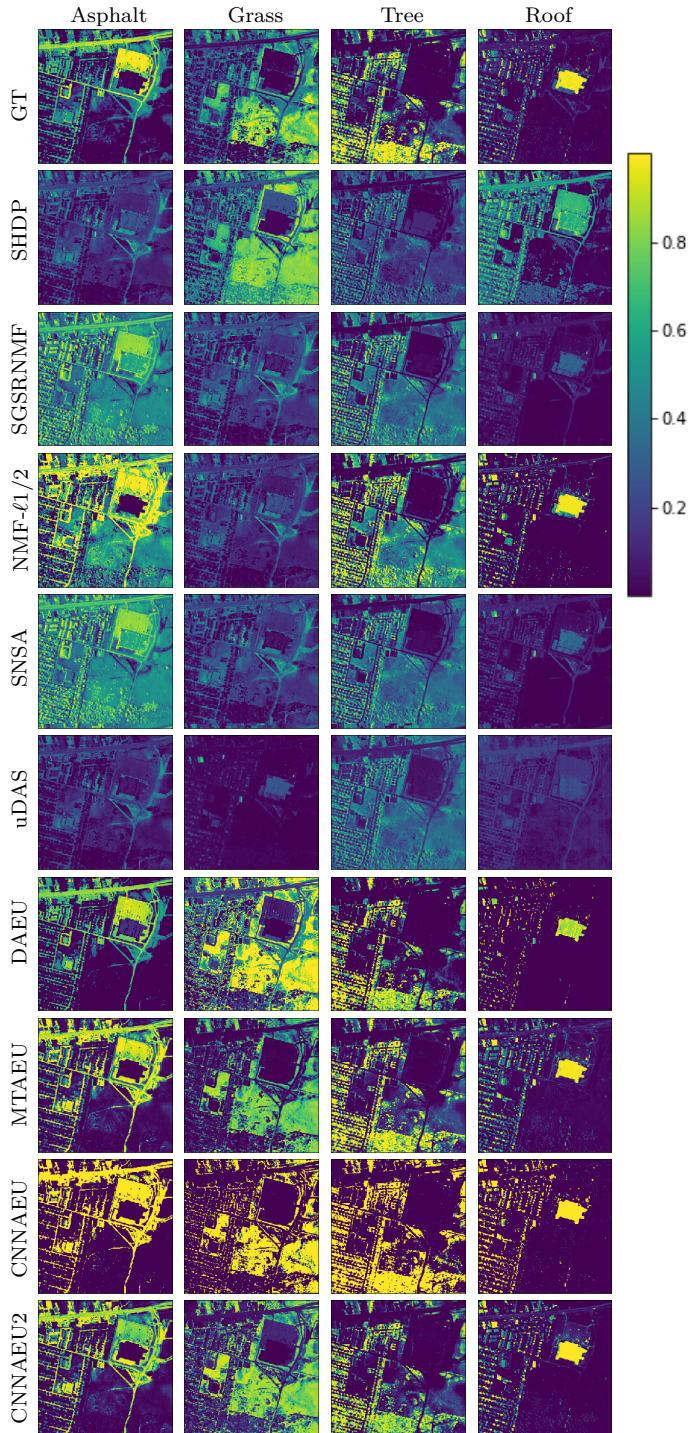 Asphalt Grass Tree Roof
GT
SHDP
0.8
0.6
SGSRNMF
0.4
NMF-ℓ1/2
0.2
SNSA
uDAS
DAEU
MTAEU
CNNAEU
CNNAEU2